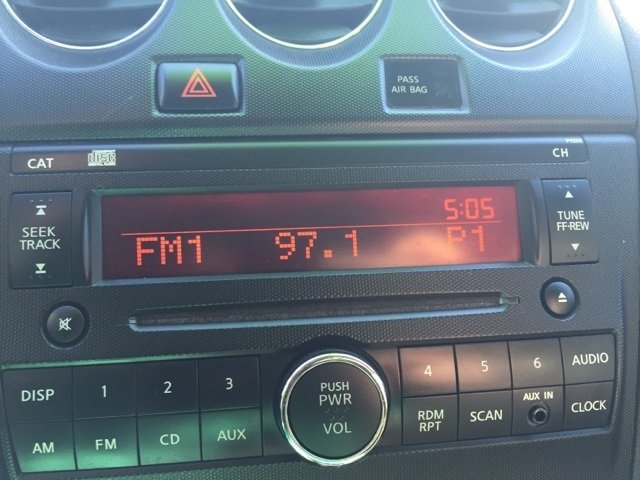 PASS
AIR BAG
CAT
disc
CH
SEEK
TRACK
5:05
FM1 97.1 P1
TUNE
FF-REW
DISP 1 2 3
AM FM CD AUX
PUSH
PWR
VOL
4 5 6 AUDIO
RDM
RPT
SCAN
AUX IN
CLOCK